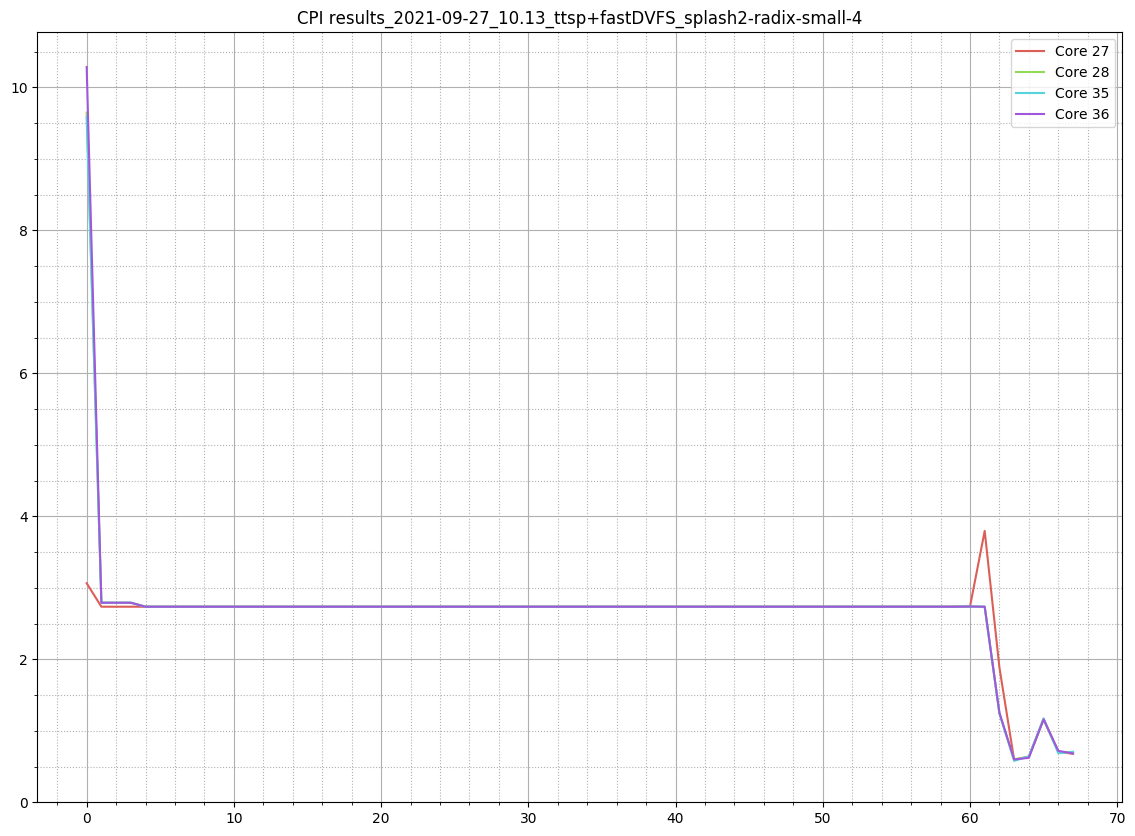 CPI results_2021-09-27_10.13_ttsp+fastDVFS_splash2-radix-small-4
Core 27
Core 28
Core 35
Core 36
10
8
6
4
2
0
0 10 20 30 40 50 60 70